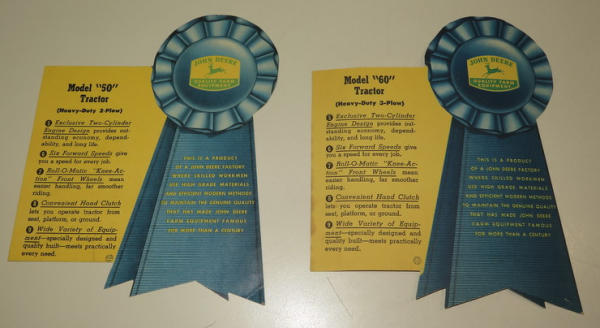 Model "50"
Tractor
(Heavy-Duty 2-Plow)
5 Exclusive Two-Cylinder
Engine Design provides out-
standing economy, depend-
ability, and long life.
6 Six Forward Speeds give
you a speed for every job.
7 Roll-O-Matic "Knee-Ac-
tion" Front Wheels mean
easier handling, far smoother
riding.
8 Convenient Hand Clutch
lets you operate tractor from
seat, platform, or ground.
9 Wide Variety of Equip-
ment—specially designed and
quality built—meets practically
every need.
JOHN DEERE
QUALITY FARM
EQUIPMENT
THIS IS A PRODUCT
OF A JOHN DEERE FACTORY
WHERE SKILLED WORKMEN
USE HIGH GRADE MATERIALS
AND EFFICIENT MODERN METHODS
TO MAINTAIN THE GENUINE QUALITY
THAT HAS MADE JOHN DEERE
FARM EQUIPMENT FAMOUS
FOR MORE THAN A CENTURY
Model "60"
Tractor
(Heavy-Duty 3-Plow)
5 Exclusive Two-Cylinder
Engine Design provides out-
standing economy, depend-
ability, and long life.
6 Six Forward Speeds give
you a speed for every job.
7 Roll-O-Matic "Knee-Ac-
tion" Front Wheels mean
easier handling, far smoother
riding.
8 Convenient Hand Clutch
lets you operate tractor from
seat, platform, or ground.
9 Wide Variety of Equip-
ment—specially designed and
quality built—meets practically
every need.
JOHN DEERE
QUALITY FARM
EQUIPMENT
THIS IS A PRODUCT
OF A JOHN DEERE FACTORY
WHERE SKILLED WORKMEN
USE HIGH GRADE MATERIALS
AND EFFICIENT MODERN METHODS
TO MAINTAIN THE GENUINE QUALITY
THAT HAS MADE JOHN DEERE
FARM EQUIPMENT FAMOUS
FOR MORE THAN A CENTURY